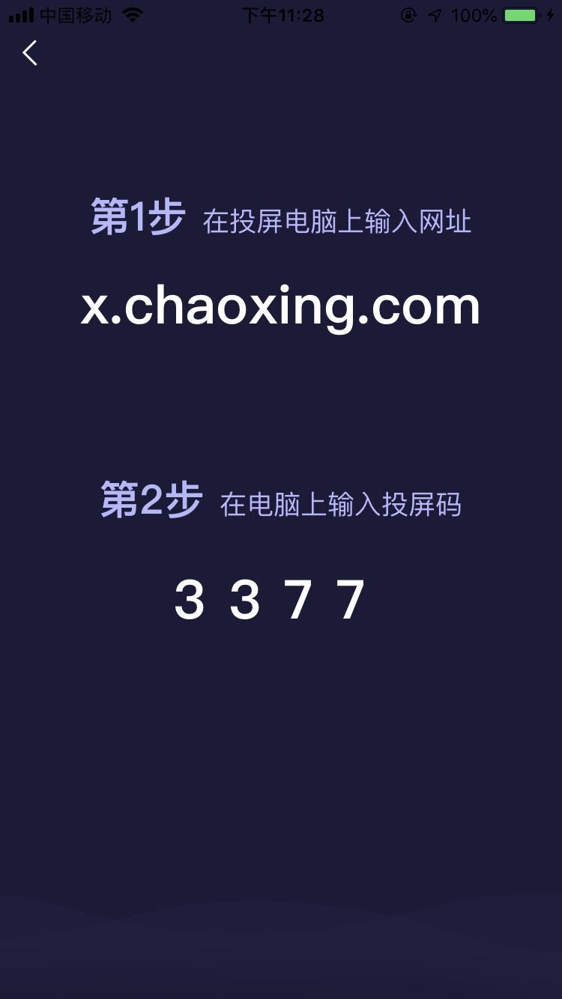 中国移动 下午11:28 100%
第1步 在投屏电脑上输入网址
x.chaoxing.com
第2步 在电脑上输入投屏码
3 3 7 7